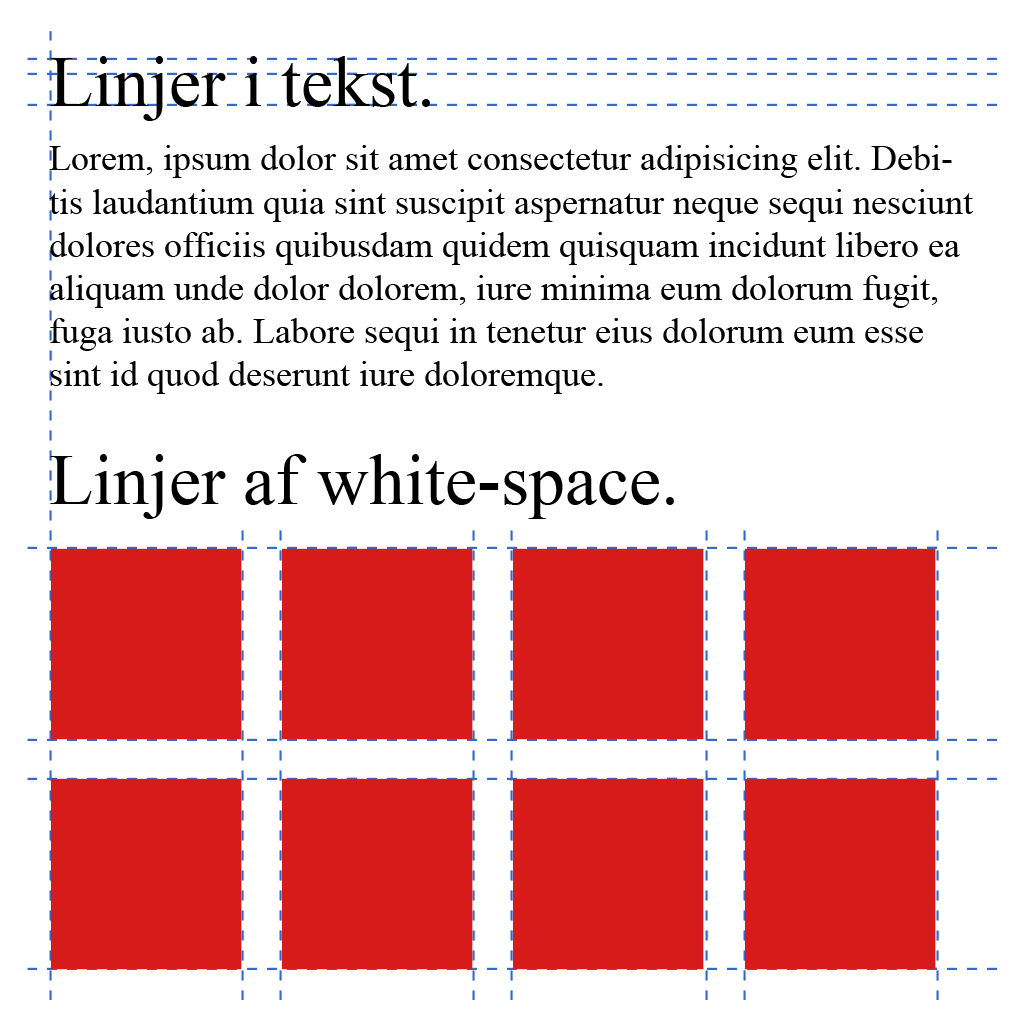 Linjer i tekst.
Lorem, ipsum dolor sit amet consectetur adipisicing elit. Debi-
tis laudantium quia sint suscipit aspernatur neque sequi nesciunt
dolores officiis quibusdam quidem quisquam incidunt libero ea
aliquam unde dolor dolorem, iure minima eum dolorum fugit,
fuga iusto ab. Labore sequi in tenetur eius dolorum eum esse
sint id quod deserunt iure doloremque.
Linjer af white-space.